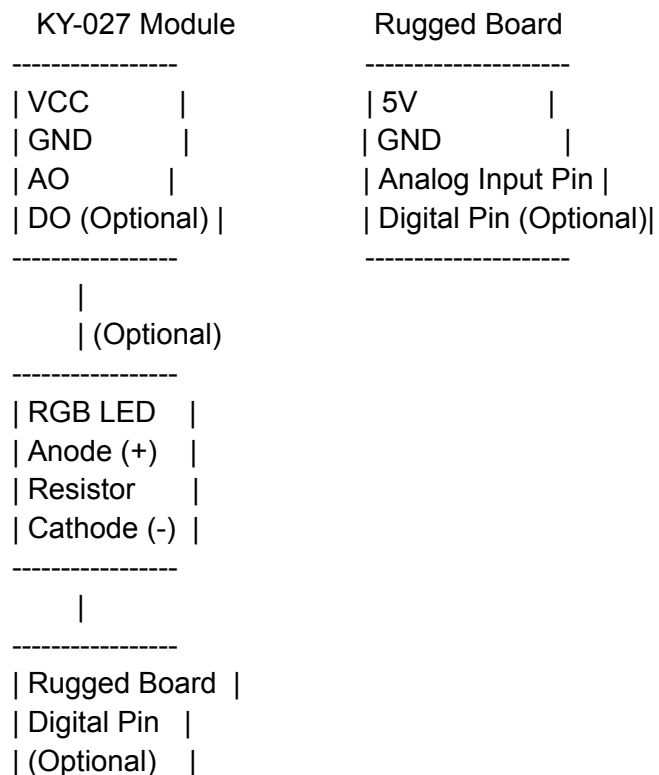 KY-027 Module Rugged Board
----------------- ---------------------
| VCC | | 5V |
| GND | | GND |
| AO | | Analog Input Pin |
| DO (Optional) | | Digital Pin (Optional)|
----------------- ---------------------
|
| (Optional)
-----------------
| RGB LED |
| Anode (+) |
| Resistor |
| Cathode (-) |
-----------------
|
-----------------
| Rugged Board |
| Digital Pin |
| (Optional) |